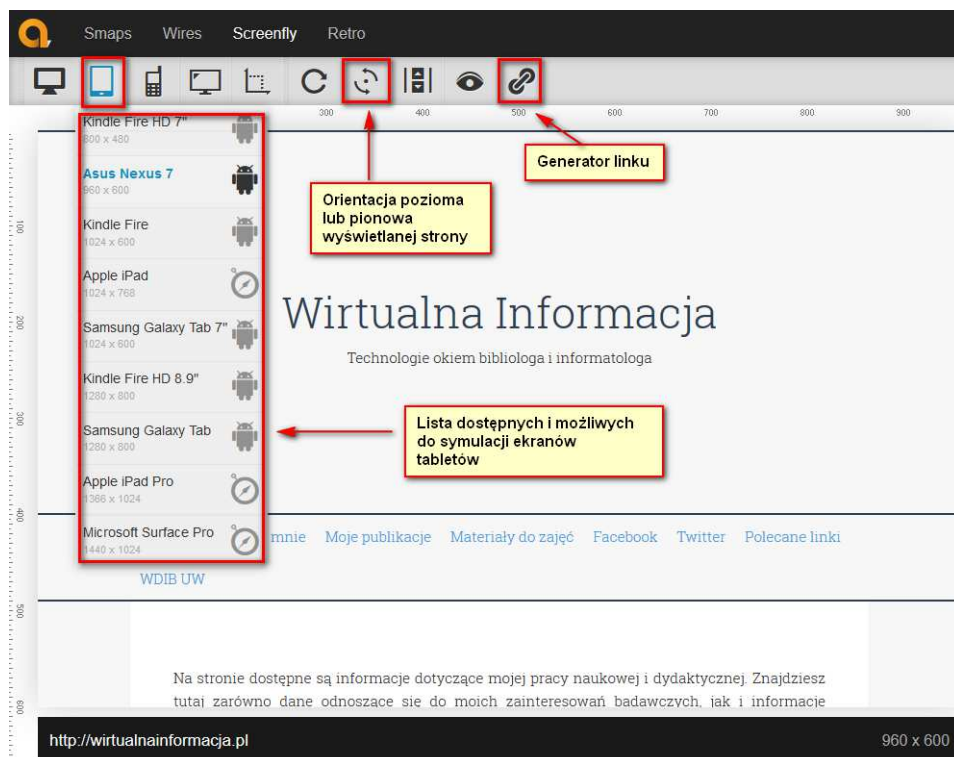 Smaps Wires Screenfly Retro
300 400 500 600 700 800 900
Kindle Fire HD 7"
800 x 480
Asus Nexus 7
960 x 600
Kindle Fire
1024 x 600
Apple iPad
1024 x 768
Samsung Galaxy Tab 7"
1024 x 600
Kindle Fire HD 8.9"
1280 x 800
Samsung Galaxy Tab
1280 x 800
Apple iPad Pro
1366 x 1024
Microsoft Surface Pro
1440 x 1024
Generator linku
Orientacja pozioma
lub pionowa
wyświetlanej strony
Wirtualna Informacja
Technologie okiem bibliologa i informatologa
Lista dostępnych i możliwych
do symulacji ekranów
tabletów
mnie Moje publikacje Materiały do zajęć Facebook Twitter Polecane linki
WDIB UW
Na stronie dostępne są informacje dotyczące mojej pracy naukowej i dydaktycznej. Znajdziesz
tutaj zarówno dane odnoszące się do moich zainteresowań badawczych, jak i informacje
100
200
300
400
500
600
http://wirtualnainformacja.pl 960 x 600